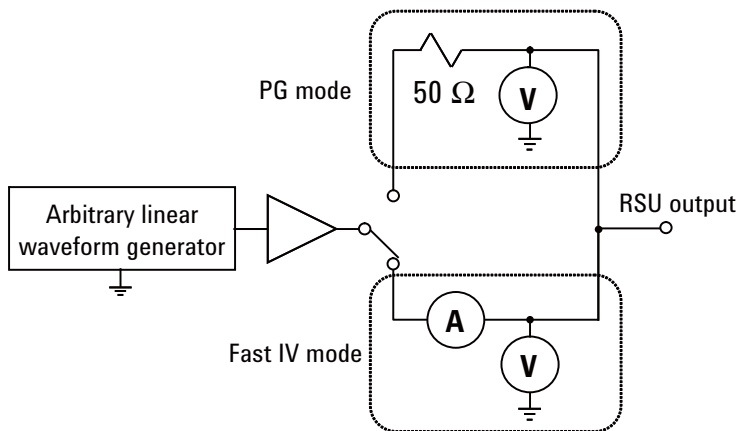 PG mode
50 Ω
V
Arbitrary linear
waveform generator
RSU output
A
Fast IV mode
V